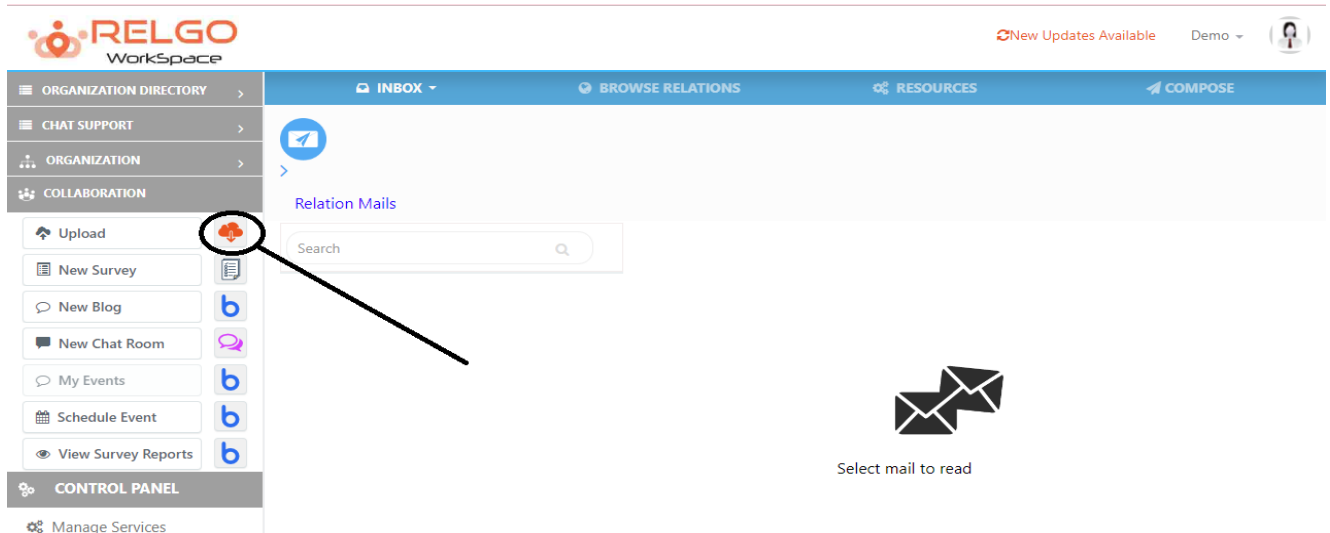 RELGO
WorkSpace
New Updates Available
Demo
ORGANIZATION DIRECTORY
INBOX
BROWSE RELATIONS
RESOURCES
COMPOSE
CHAT SUPPORT
ORGANIZATION
COLLABORATION
Relation Mails
Upload
Search
New Survey
New Blog
New Chat Room
My Events
Schedule Event
View Survey Reports
Select mail to read
CONTROL PANEL
Manage Services